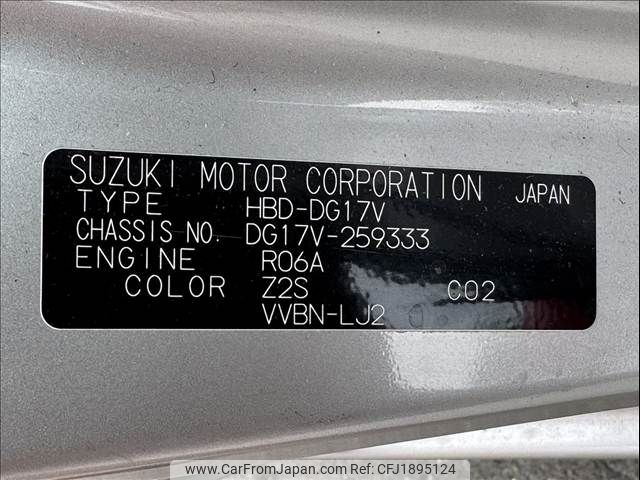 SUZUKI MOTOR CORPORATION JAPAN
TYPE HBD-DG17V
CHASSIS NO. DG17V-259333
ENGINE R06A
COLOR Z2S C02
VVBN-LJ2
www.CarFromJapan.com | Ref No: CFJ1895124